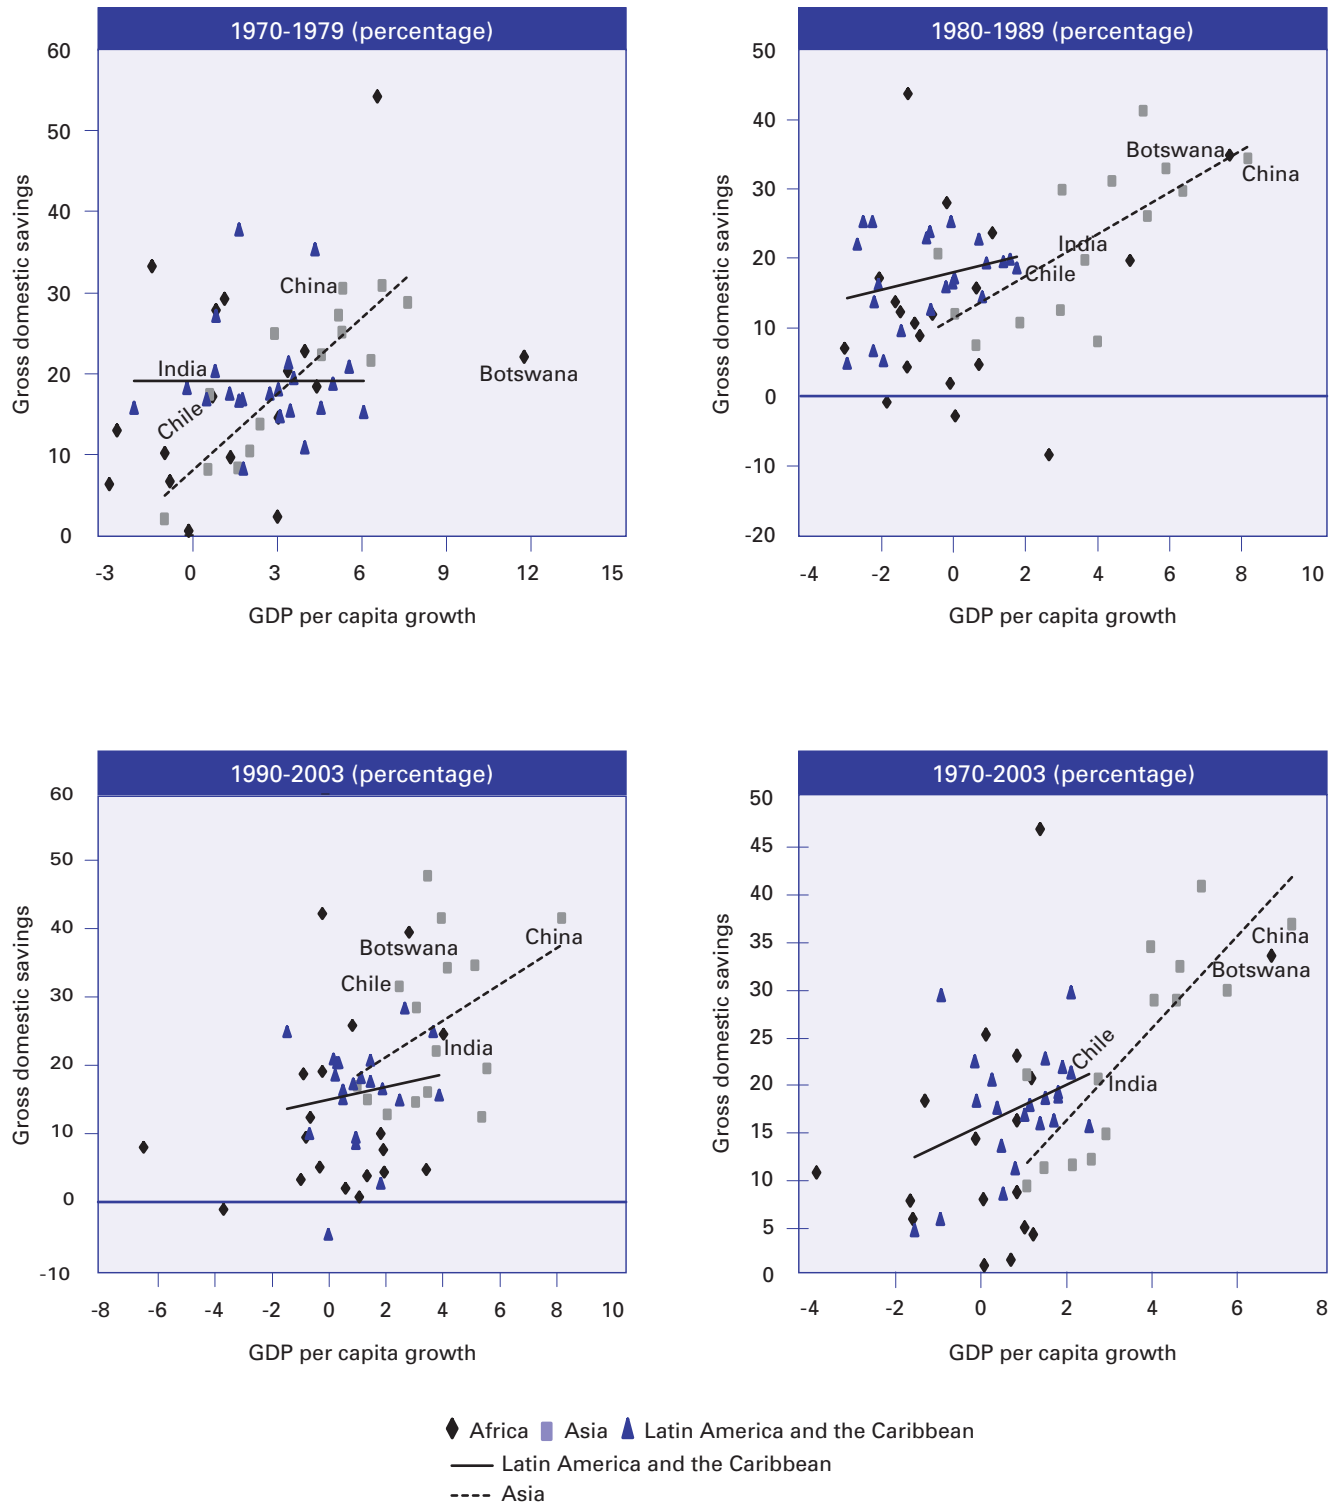 1970-1979 (percentage)
60
50
40
30
20
10
0
Gross domestic savings
China
India
Chile
Botswana
-3 0 3 6 9 12 15
GDP per capita growth
1980-1989 (percentage)
50
40
30
20
10
0
-10
-20
Gross domestic savings
Botswana
China
India
Chile
-4 -2 0 2 4 6 8 10
GDP per capita growth
1990-2003 (percentage)
60
50
40
30
20
10
0
-10
Gross domestic savings
Botswana
China
Chile
India
-8 -6 -4 -2 0 2 4 6 8 10
GDP per capita growth
1970-2003 (percentage)
50
45
40
35
30
25
20
15
10
5
0
Gross domestic savings
China
Botswana
Chile
India
-4 -2 0 2 4 6 8
GDP per capita growth
Africa Asia Latin America and the Caribbean
Latin America and the Caribbean
Asia